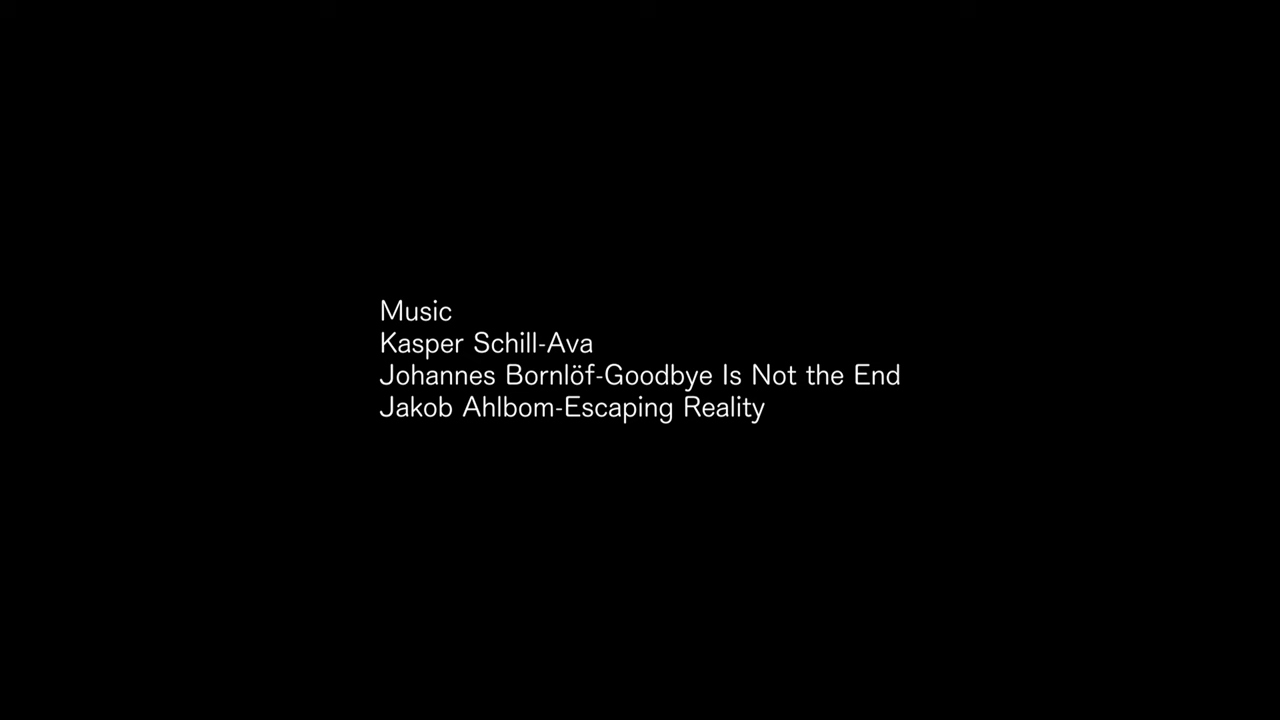 Music
Kasper Schill-Ava
Johannes Bornlöf-Goodbye Is Not the End
Jakob Ahlbom-Escaping Reality